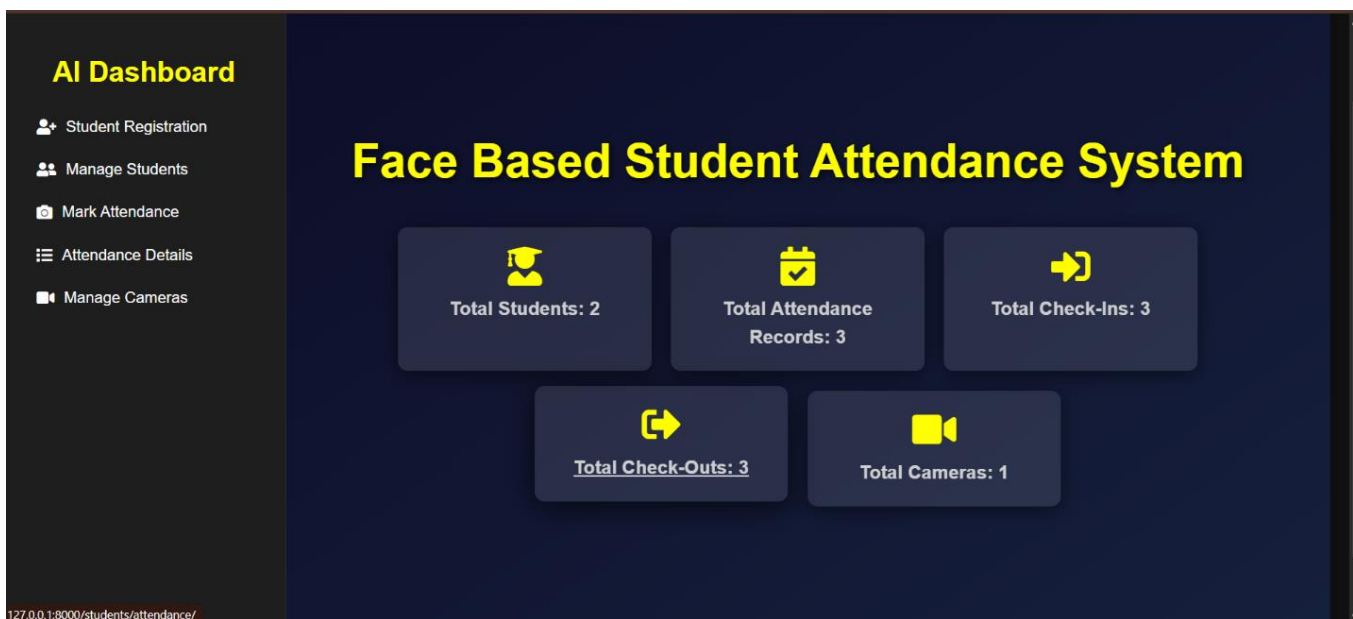 AI Dashboard
Student Registration
Manage Students
Mark Attendance
Attendance Details
Manage Cameras
Face Based Student Attendance System
Total Students: 2
Total Attendance
Records: 3
Total Check-Ins: 3
Total Check-Outs: 3
Total Cameras: 1
127.0.0.1:8000/students/attendance/